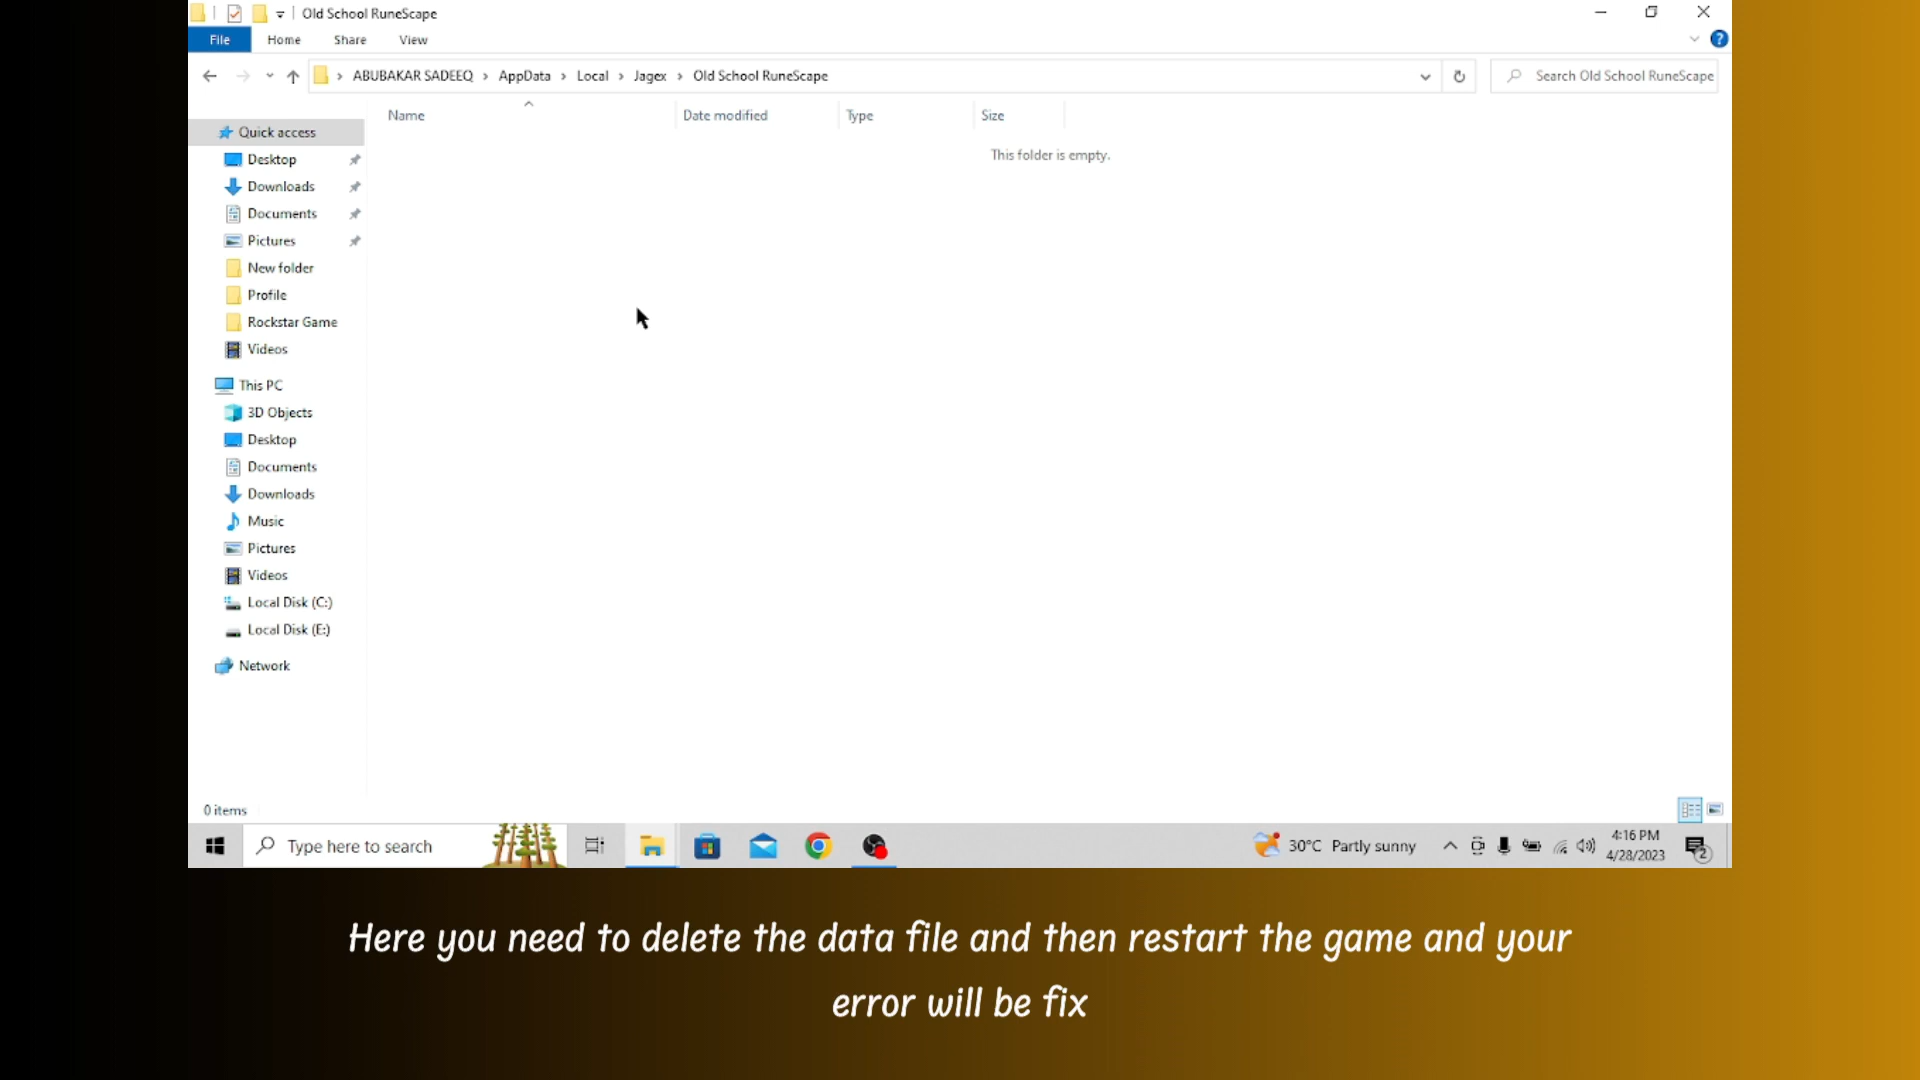 Old School RuneScape
File Home Share View
ABUBAKAR SADEEQ > AppData > Local > Jagex > Old School RuneScape
Search Old School RuneScape
Name Date modified Type Size
This folder is empty.
Quick access
Desktop
Downloads
Documents
Pictures
New folder
Profile
Rockstar Game
Videos
This PC
3D Objects
Desktop
Documents
Downloads
Music
Pictures
Videos
Local Disk (C:)
Local Disk (E:)
Network
0 items
Type here to search
30°C Partly sunny
4:16 PM
4/28/2023
2
Here you need to delete the data file and then restart the game and your
error will be fix